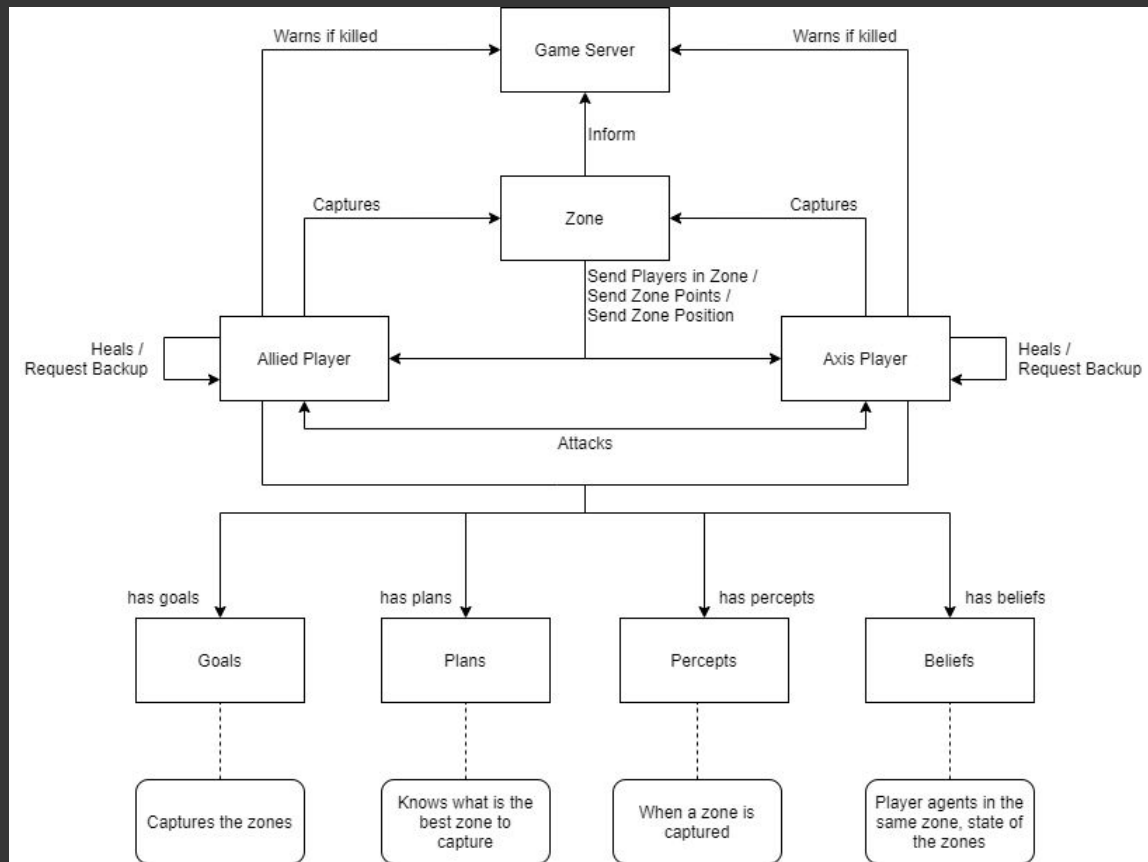 Warns if killed
Game Server
Warns if killed
Inform
Captures
Zone
Captures
Send Players in Zone /
Send Zone Points /
Send Zone Position
Heals /
Request Backup
Allied Player
Axis Player
Heals /
Request Backup
Attacks
has goals
has plans
has percepts
has beliefs
Goals
Plans
Percepts
Beliefs
Captures the zones
Knows what is the
best zone to
capture
When a zone is
captured
Player agents in the
same zone, state of
the zones